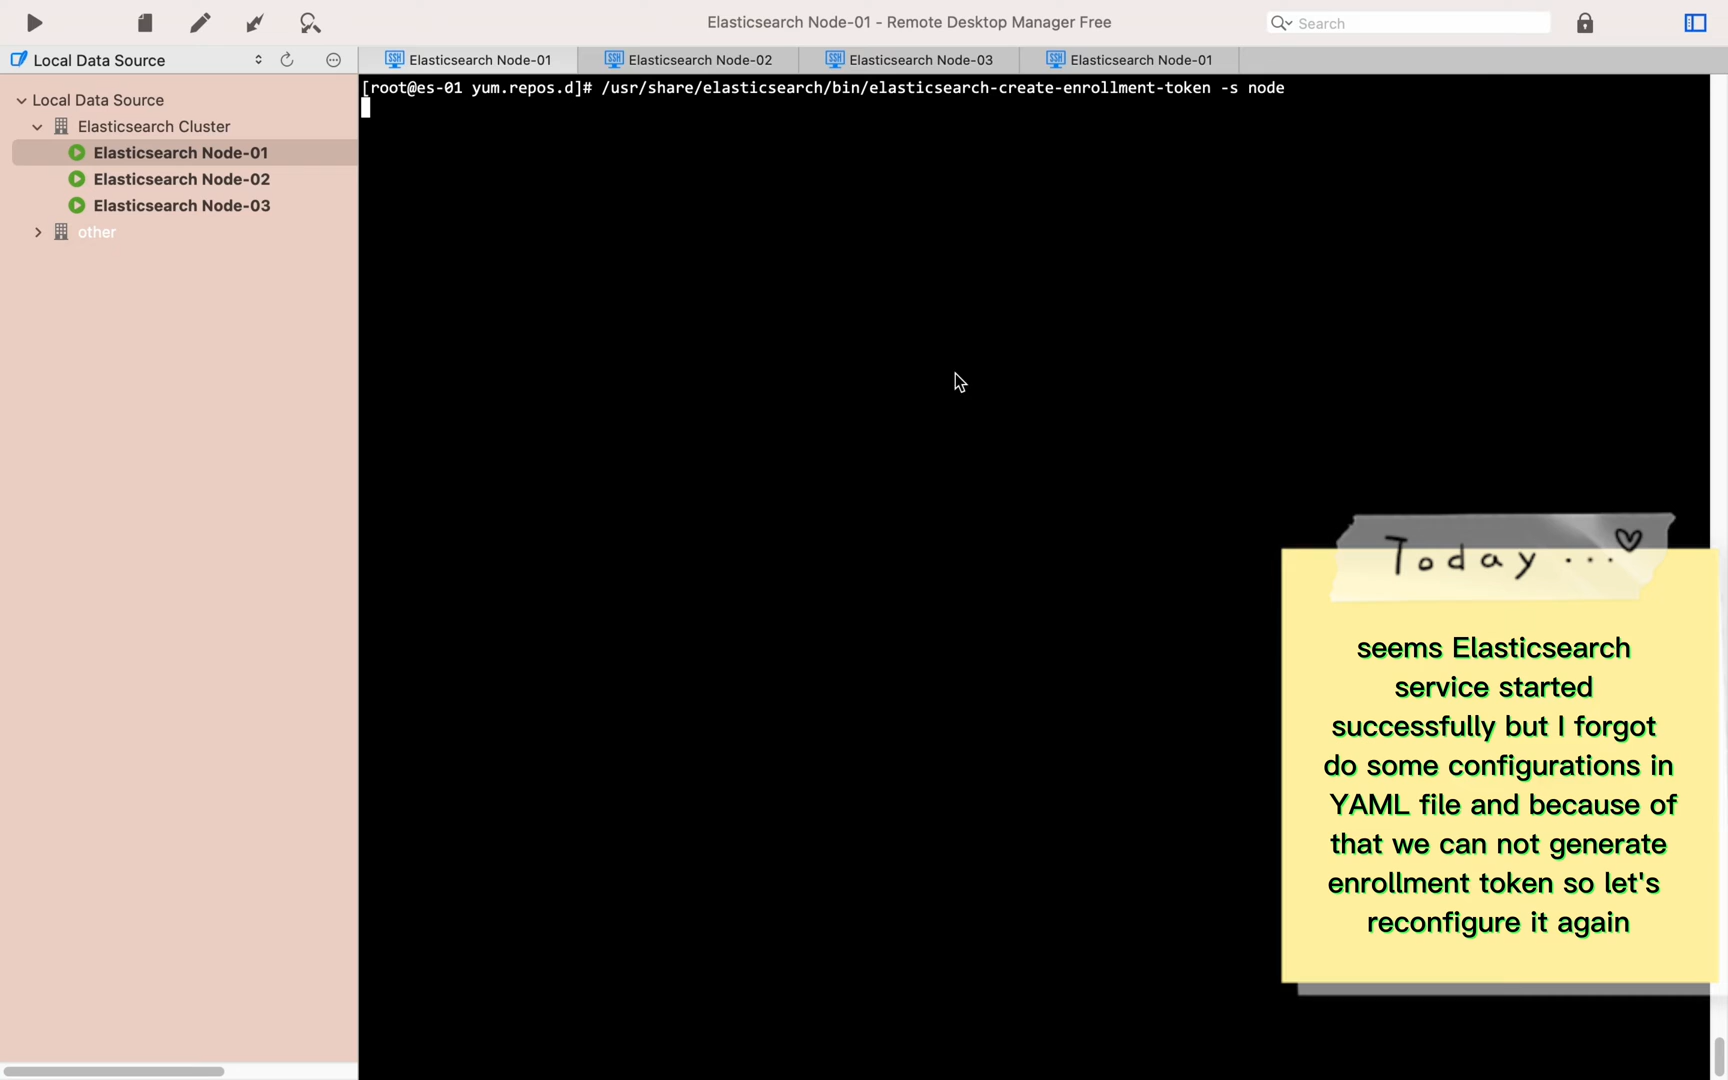 Elasticsearch Node-01 - Remote Desktop Manager Free
Search
Local Data Source
Elasticsearch Node-01
Elasticsearch Node-02
Elasticsearch Node-03
Elasticsearch Node-01
Local Data Source
Elasticsearch Cluster
Elasticsearch Node-01
Elasticsearch Node-02
Elasticsearch Node-03
other
[root@es-01 yum.repos.d]# /usr/share/elasticsearch/bin/elasticsearch-create-enrollment-token -s node
Today ...
seems Elasticsearch
service started
successfully but I forgot
do some configurations in
YAML file and because of
that we can not generate
enrollment token so let's
reconfigure it again